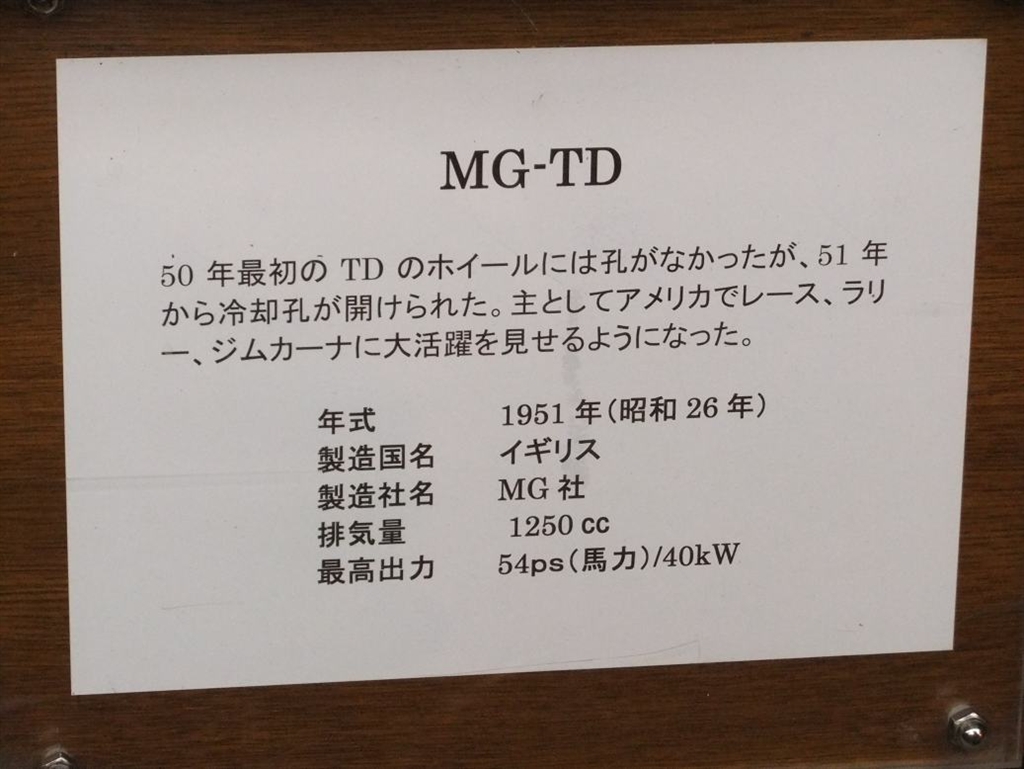 MG-TD
50 年最初の TD のホイールには孔がなかったが、51 年
から冷却孔が開けられた。主としてアメリカでレース、ラリ
ー、ジムカーナに大活躍を見せるようになった。
年式 1951 年（昭和 26 年）
製造国名 イギリス
製造社名 MG 社
排気量 1250 cc
最高出力 54ps（馬力）/40kW